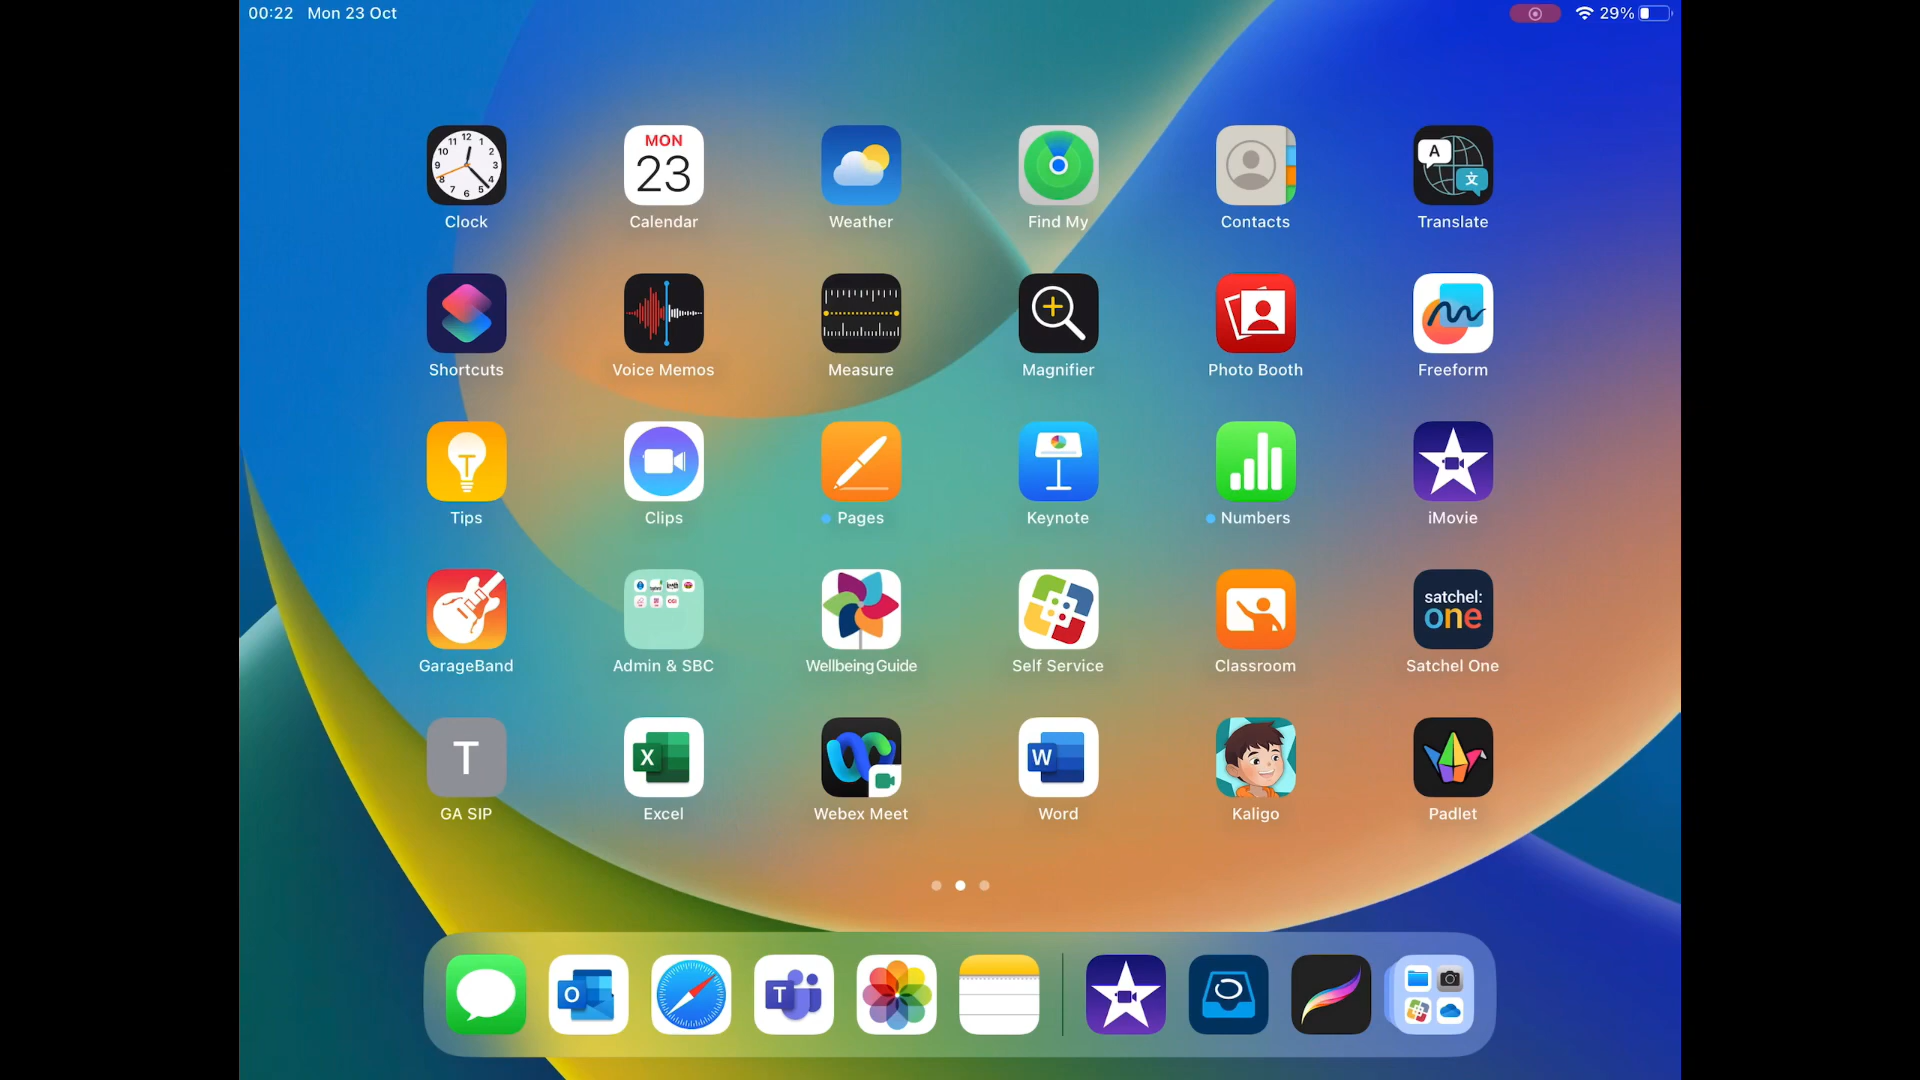 00:22 Mon 23 Oct
29%
MON
23
A
文
Clock
Calendar
Weather
Find My
Contacts
Translate
Shortcuts
Voice Memos
Measure
Magnifier
Photo Booth
Freeform
Tips
Clips
Pages
Keynote
Numbers
iMovie
satchel:
one
GarageBand
Admin & SBC
Wellbeing Guide
Self Service
Classroom
Satchel One
T
X
W
GA SIP
Excel
Webex Meet
Word
Kaligo
Padlet
O
T